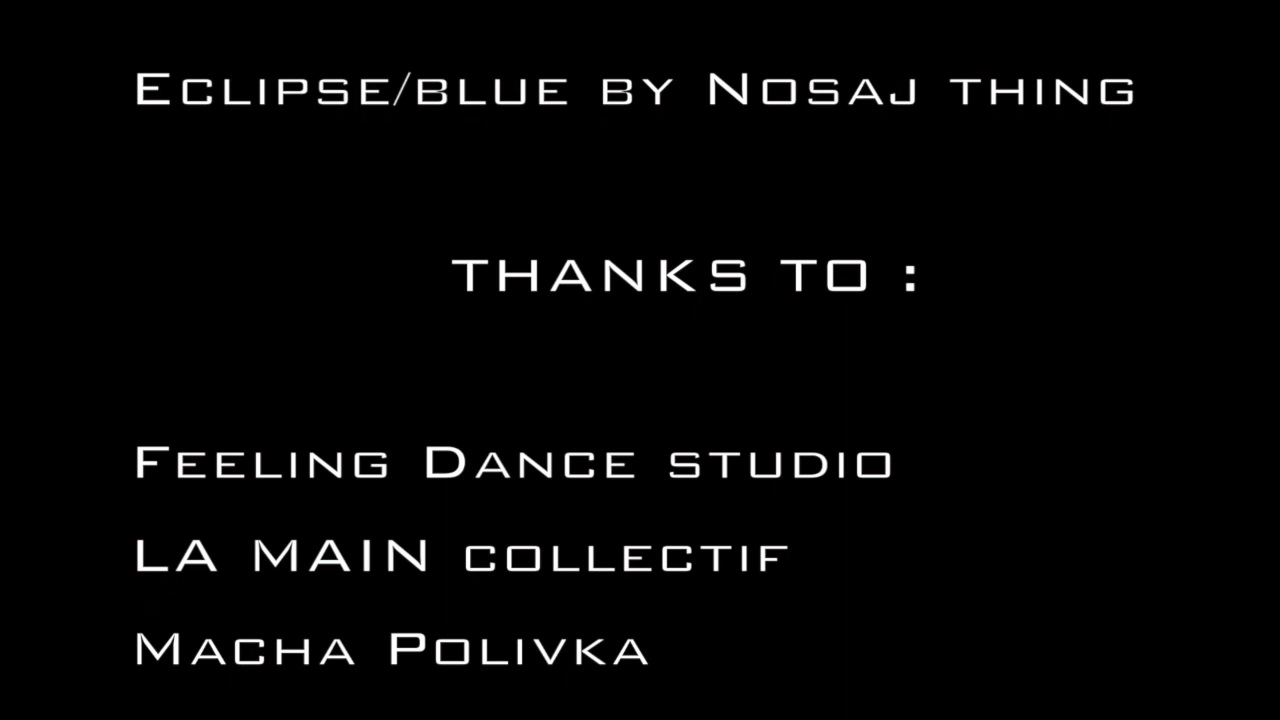 Eclipse/blue by Nosaj thing
THANKS TO :
Feeling Dance studio
LA MAIN collectif
Macha Polivka